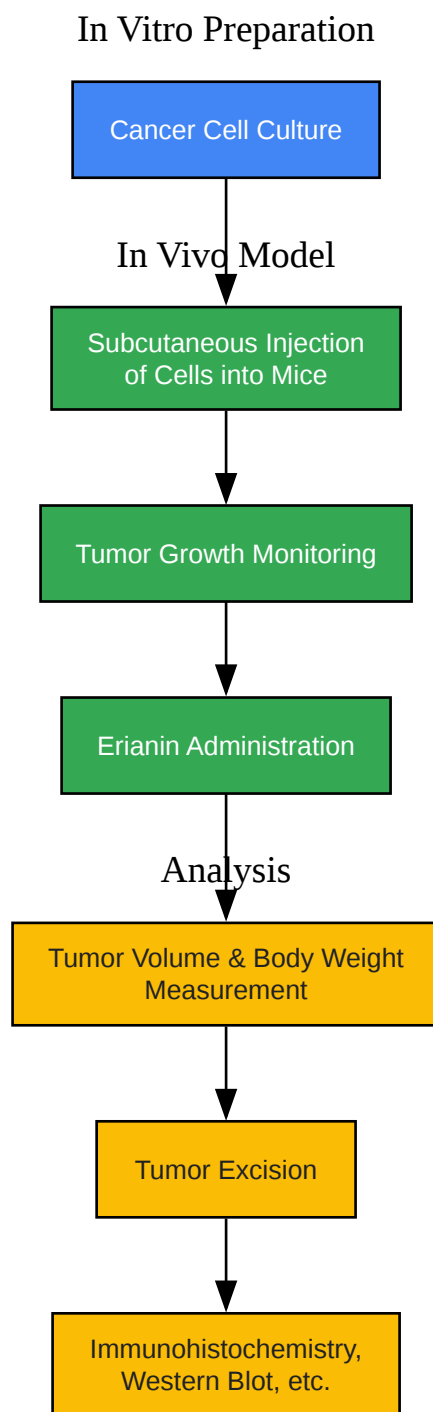 In Vitro Preparation
Cancer Cell Culture
In Vivo Model
Subcutaneous Injection
of Cells into Mice
Tumor Growth Monitoring
Erianin Administration
Analysis
Tumor Volume & Body Weight
Measurement
Tumor Excision
Immunohistochemistry,
Western Blot, etc.